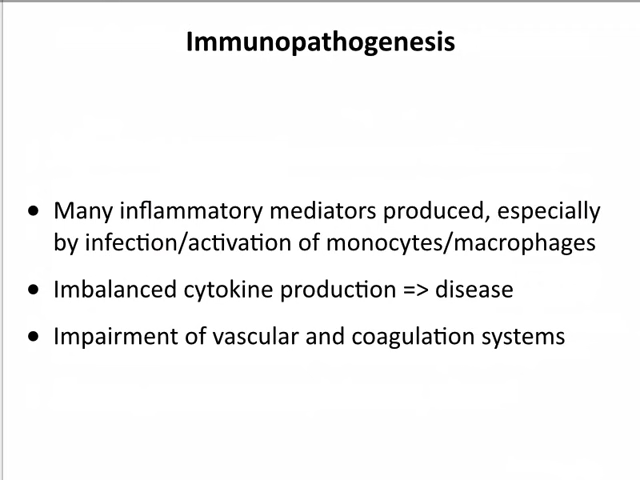 Immunopathogenesis
● Many inflammatory mediators produced, especially
by infection/activation of monocytes/macrophages
● Imbalanced cytokine production => disease
● Impairment of vascular and coagulation systems